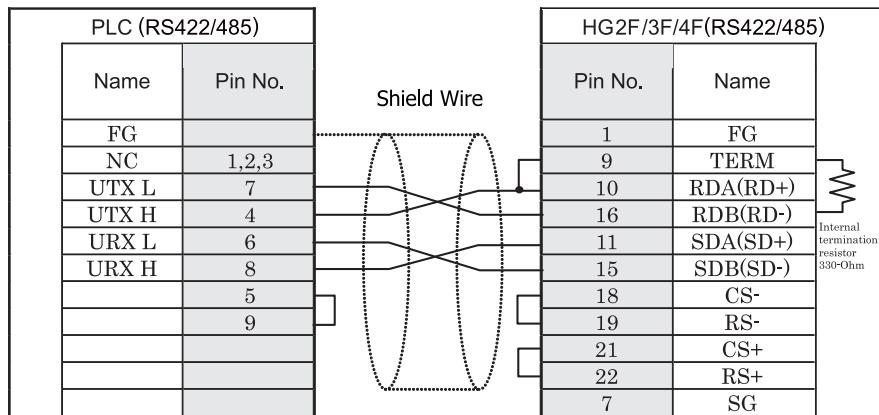 PLC (RS422/485) HG2F/3F/4F(RS422/485)
Name Pin No. Pin No. Name
Shield Wire
FG 1 FG
NC 1,2,3 9 TERM
UTX L 7 10 RDA(RD+)
UTX H 4 16 RDB(RD-)
URX L 6 11 SDA(SD+)
URX H 8 15 SDB(SD-)
5 18 CS-
9 19 RS-
21 CS+
22 RS+
7 SG
Internal
termination
resistor
330-Ohm